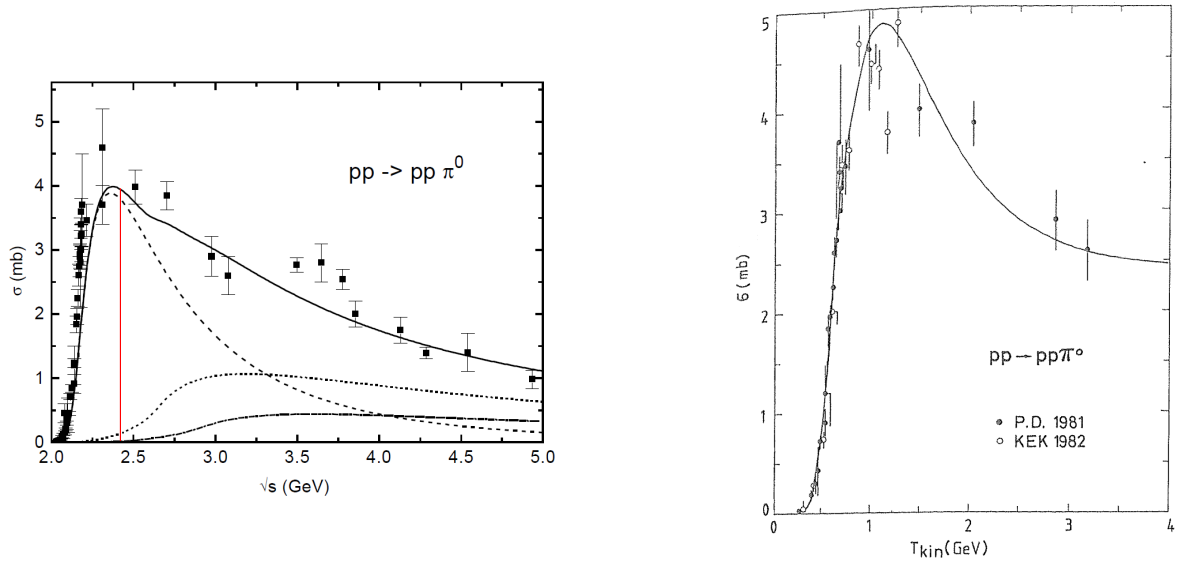 5
4
3
2
1
0
σ (mb)
pp -> pp π⁰
2.0 2.5 3.0 3.5 4.0 4.5 5.0
√s (GeV)
5
4
3
2
1
0
σ (mb)
pp → ppπ⁰
P.D. 1981
KEK 1982
0 1 2 3 4
Tkin(GeV)